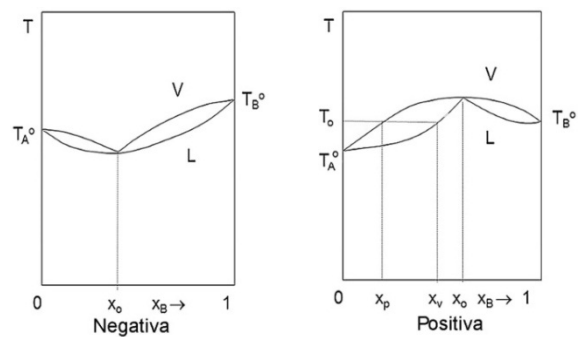 T
V
T_B°
T_A°
L
0 x_o x_B→ 1
Negativa
T
V
T_o
T_B°
L
T_A°
0 x_p x_v x_o x_B→ 1
Positiva